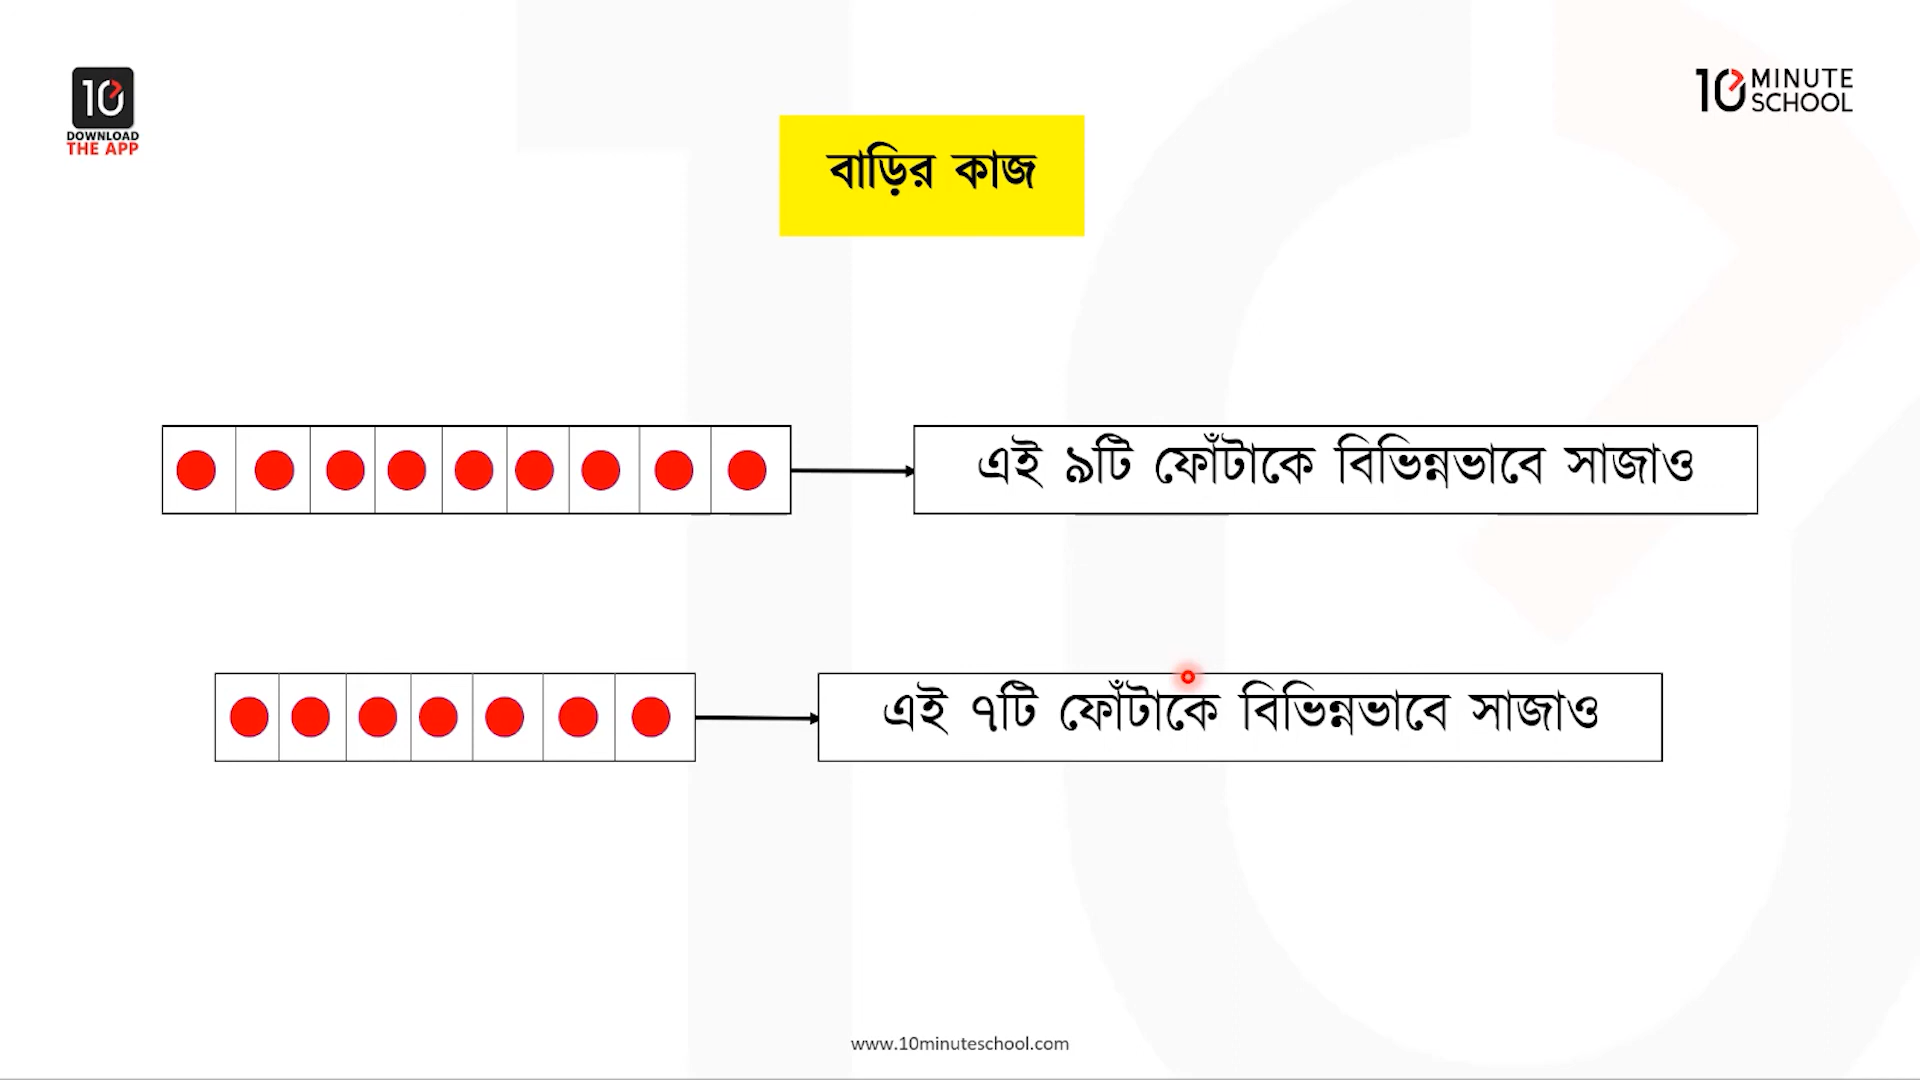 10
DOWNLOAD
THE APP
10 MINUTE
SCHOOL
বাড়ির কাজ
এই ৯টি ফোঁটাকে বিভিন্নভাবে সাজাও
এই ৭টি ফোঁটাকে বিভিন্নভাবে সাজাও
www.10minuteschool.com